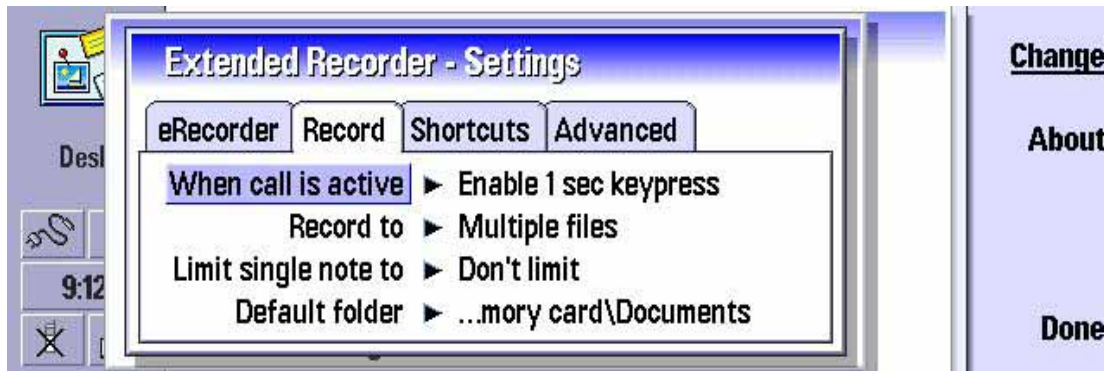 Extended Recorder - Settings
eRecorder Record Shortcuts Advanced
When call is active Enable 1 sec keypress
Record to Multiple files
Limit single note to Don't limit
Default folder ...mory card\Documents
9:12
Change
About
Done